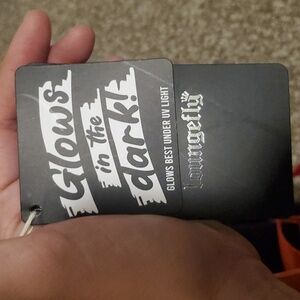 Glows
in the
dark!
GLOWS BEST UNDER UV LIGHT
Loungefly